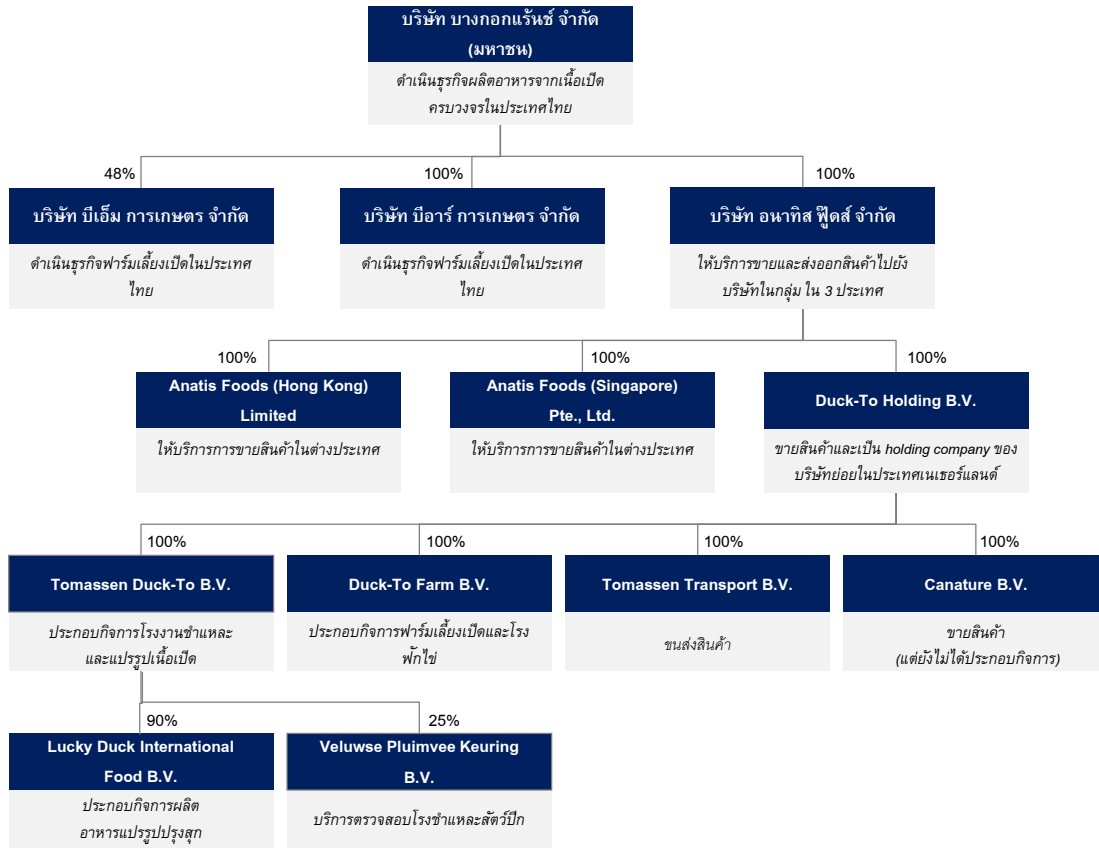 บริษัท บางกอกแร้นช์ จำกัด
(มหาชน)
ดำเนินธุรกิจผลิตอาหารจากเนื้อเป็ด
ครบวงจรในประเทศไทย
48%
100%
100%
บริษัท บีเอ็ม การเกษตร จำกัด
ดำเนินธุรกิจฟาร์มเลี้ยงเป็ดในประเทศ
ไทย
บริษัท บีอาร์ การเกษตร จำกัด
ดำเนินธุรกิจฟาร์มเลี้ยงเป็ดในประเทศ
ไทย
บริษัท อนาทิส ฟู้ดส์ จำกัด
ให้บริการขายและส่งออกสินค้าไปยัง
บริษัทในกลุ่ม ใน 3 ประเทศ
100%
100%
100%
Anatis Foods (Hong Kong)
Limited
ให้บริการการขายสินค้าในต่างประเทศ
Anatis Foods (Singapore)
Pte., Ltd.
ให้บริการการขายสินค้าในต่างประเทศ
Duck-To Holding B.V.
ขายสินค้าและเป็น holding company ของ
บริษัทย่อยในประเทศเนเธอร์แลนด์
100%
100%
100%
100%
Tomassen Duck-To B.V.
ประกอบกิจการโรงงานชำแหละ
และแปรรูปเนื้อเป็ด
Duck-To Farm B.V.
ประกอบกิจการฟาร์มเลี้ยงเป็ดและโรง
ฟักไข่
Tomassen Transport B.V.
ขนส่งสินค้า
Canature B.V.
ขายสินค้า
(แต่ยังไม่ได้ประกอบกิจการ)
90%
25%
Lucky Duck International
Food B.V.
ประกอบกิจการผลิต
อาหารแปรรูปปรุงสุก
Veluwse Pluimvee Keuring
B.V.
บริการตรวจสอบโรงชำแหละสัตว์ปีก